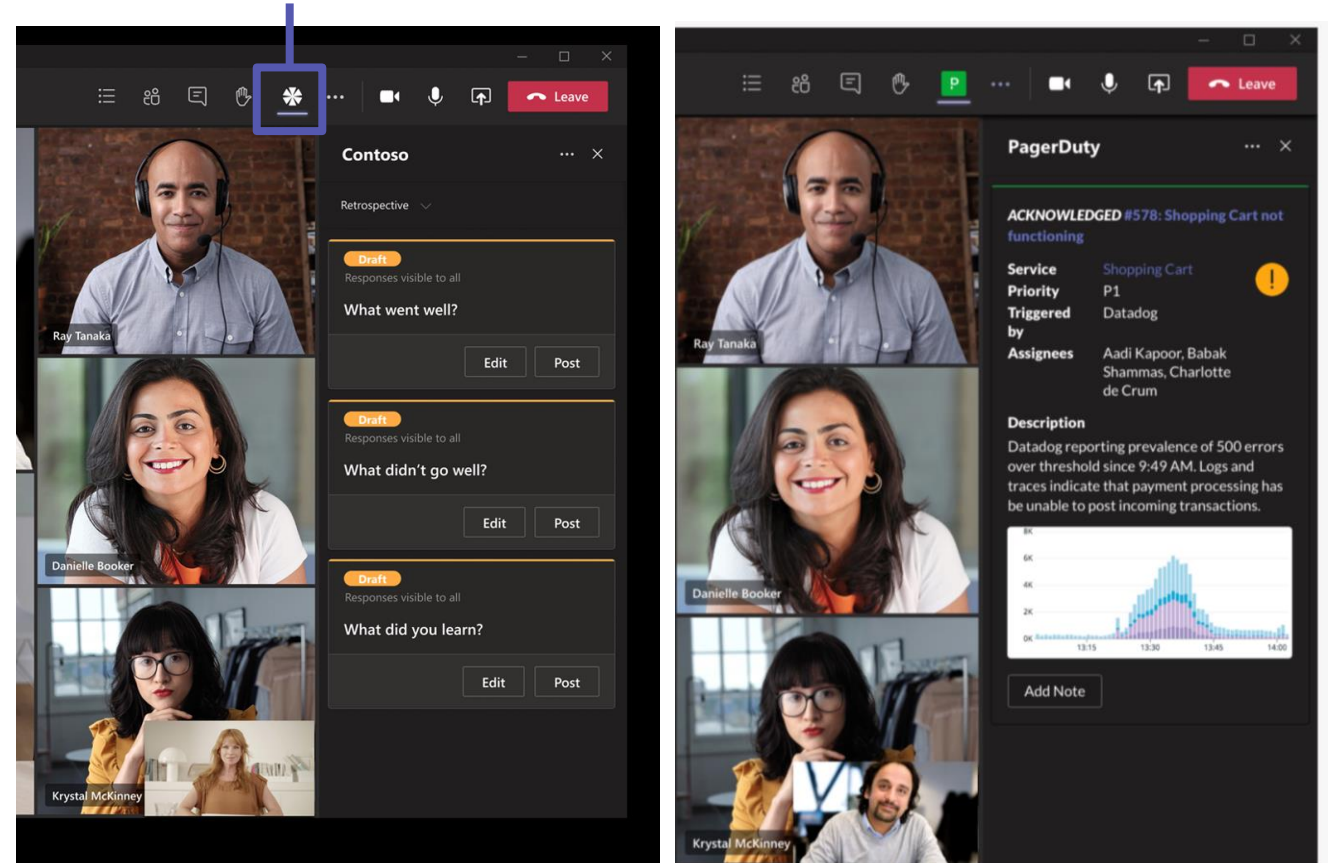 Leave
Contoso
Retrospective
Draft
Responses visible to all
What went well?
Edit
Post
Draft
Responses visible to all
What didn't go well?
Edit
Post
Draft
Responses visible to all
What did you learn?
Edit
Post
Ray Tanaka
Danielle Booker
Krystal McKinney
P
Leave
PagerDuty
ACKNOWLEDGED #578: Shopping Cart not
functioning
Service Shopping Cart
Priority P1
Triggered Datadog
by
Assignees Aadi Kapoor, Babak
Shammas, Charlotte
de Crum
!
Description
Datadog reporting prevalence of 500 errors
over threshold since 9:49 AM. Logs and
traces indicate that payment processing has
be unable to post incoming transactions.
8K
6K
4K
2K
0K
13:15 13:30 13:45 14:00
Add Note
Ray Tanaka
Danielle Booker
Krystal McKinney